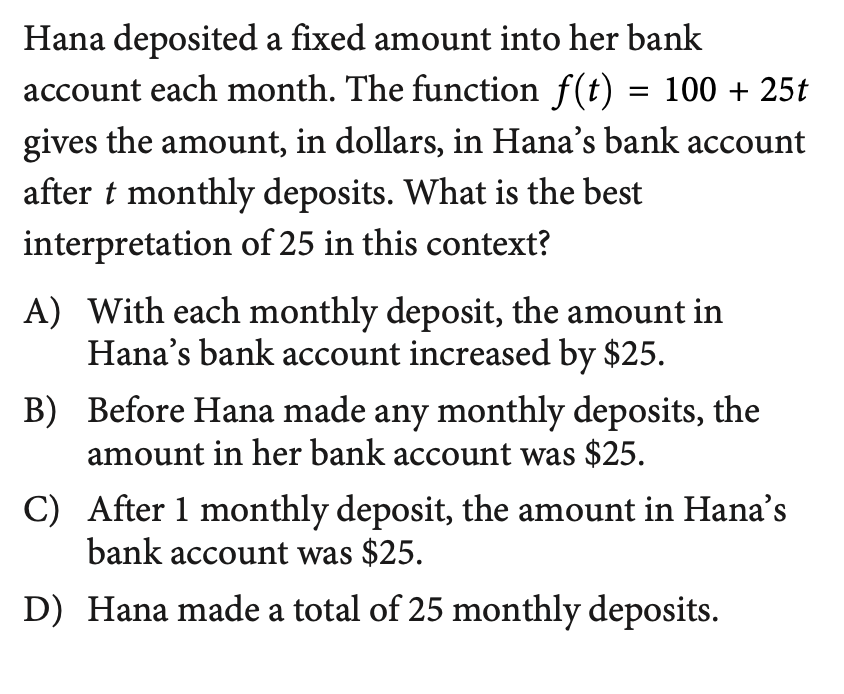 Hana deposited a fixed amount into her bank
account each month. The function f(t) = 100 + 25t
gives the amount, in dollars, in Hana’s bank account
after t monthly deposits. What is the best
interpretation of 25 in this context?
A) With each monthly deposit, the amount in
Hana’s bank account increased by $25.
B) Before Hana made any monthly deposits, the
amount in her bank account was $25.
C) After 1 monthly deposit, the amount in Hana’s
bank account was $25.
D) Hana made a total of 25 monthly deposits.